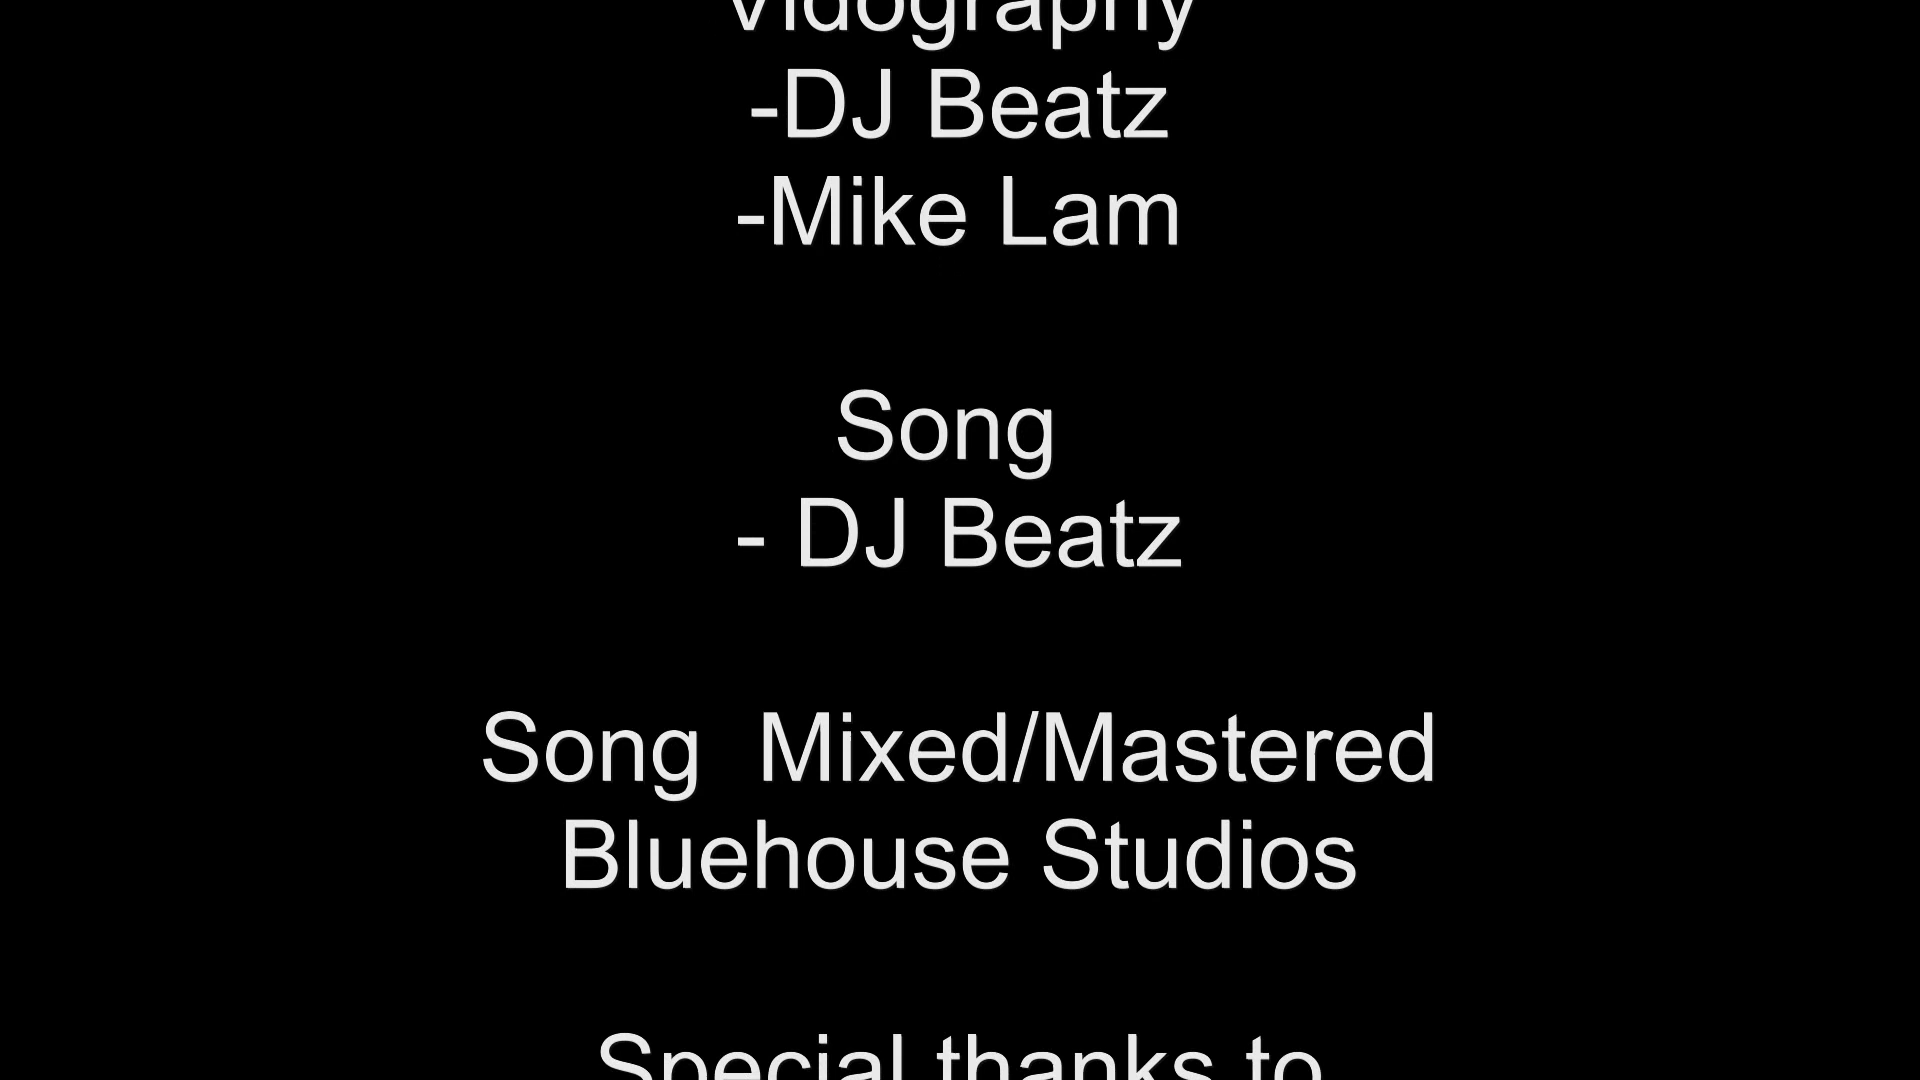 Vidography
-DJ Beatz
-Mike Lam
Song
- DJ Beatz
Song  Mixed/Mastered
Bluehouse Studios
Special thanks to